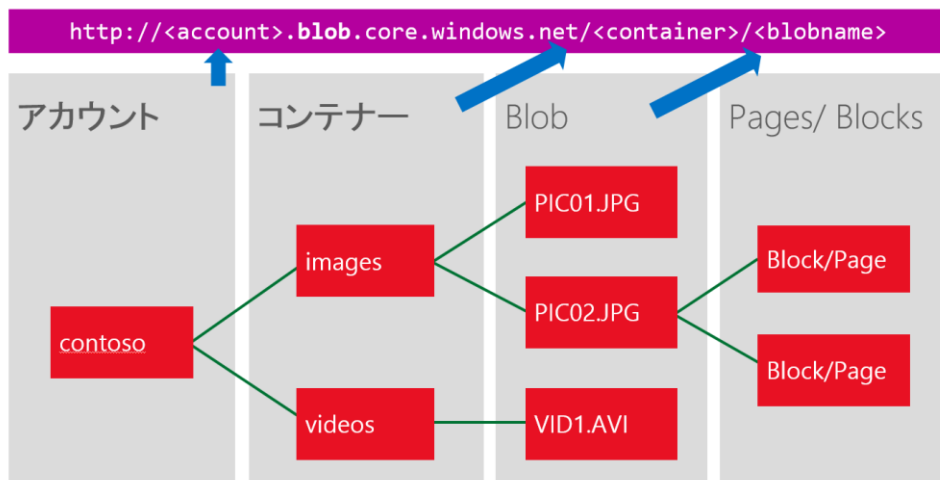 http://<account>.blob.core.windows.net/<container>/<blobname>
アカウント
コンテナー
Blob
Pages/ Blocks
contoso
images
videos
PIC01.JPG
PIC02.JPG
VID1.AVI
Block/Page
Block/Page